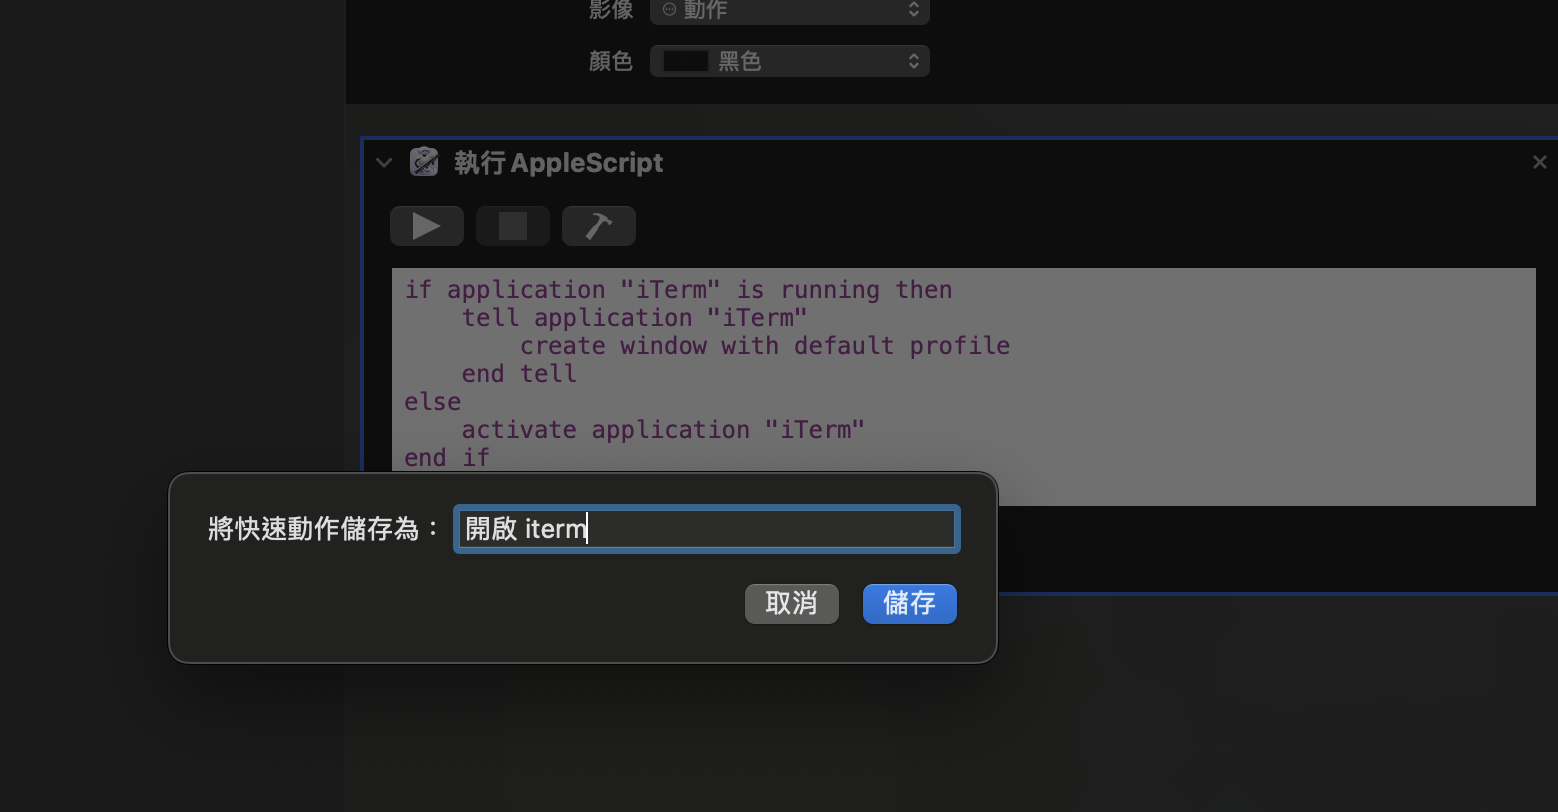 影像 動作
顏色 黑色
執行 AppleScript
if application "iTerm" is running then
tell application "iTerm"
create window with default profile
end tell
else
activate application "iTerm"
end if
將快速動作儲存為：開啟 iterm
取消 儲存